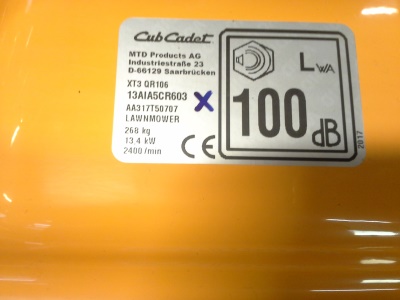 Cub Cadet
MTD Products AG
Industriestraße 23
D-66129 Saarbrücken
XT3 QR106
13AIA5CR603 X
AA317T50707
LAWNMOWER
268 kg
13,4 kW
2400/min
CE
LWA
100
dB
2017